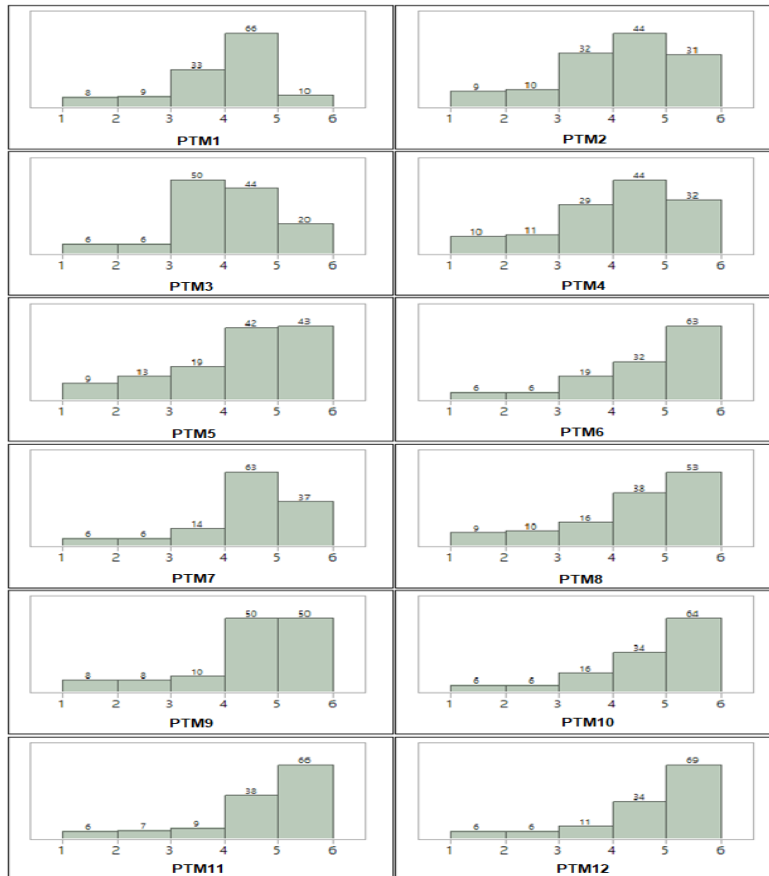 8 9 33 66 10
1 2 3 4 5 6
PTM1
9 10 32 44 31
1 2 3 4 5 6
PTM2
6 6 50 44 20
1 2 3 4 5 6
PTM3
10 11 29 44 32
1 2 3 4 5 6
PTM4
9 13 19 42 43
1 2 3 4 5 6
PTM5
6 6 19 32 63
1 2 3 4 5 6
PTM6
6 6 14 63 37
1 2 3 4 5 6
PTM7
9 10 16 38 53
1 2 3 4 5 6
PTM8
8 8 10 50 50
1 2 3 4 5 6
PTM9
6 6 16 34 64
1 2 3 4 5 6
PTM10
6 7 9 38 66
1 2 3 4 5 6
PTM11
6 6 11 34 69
1 2 3 4 5 6
PTM12